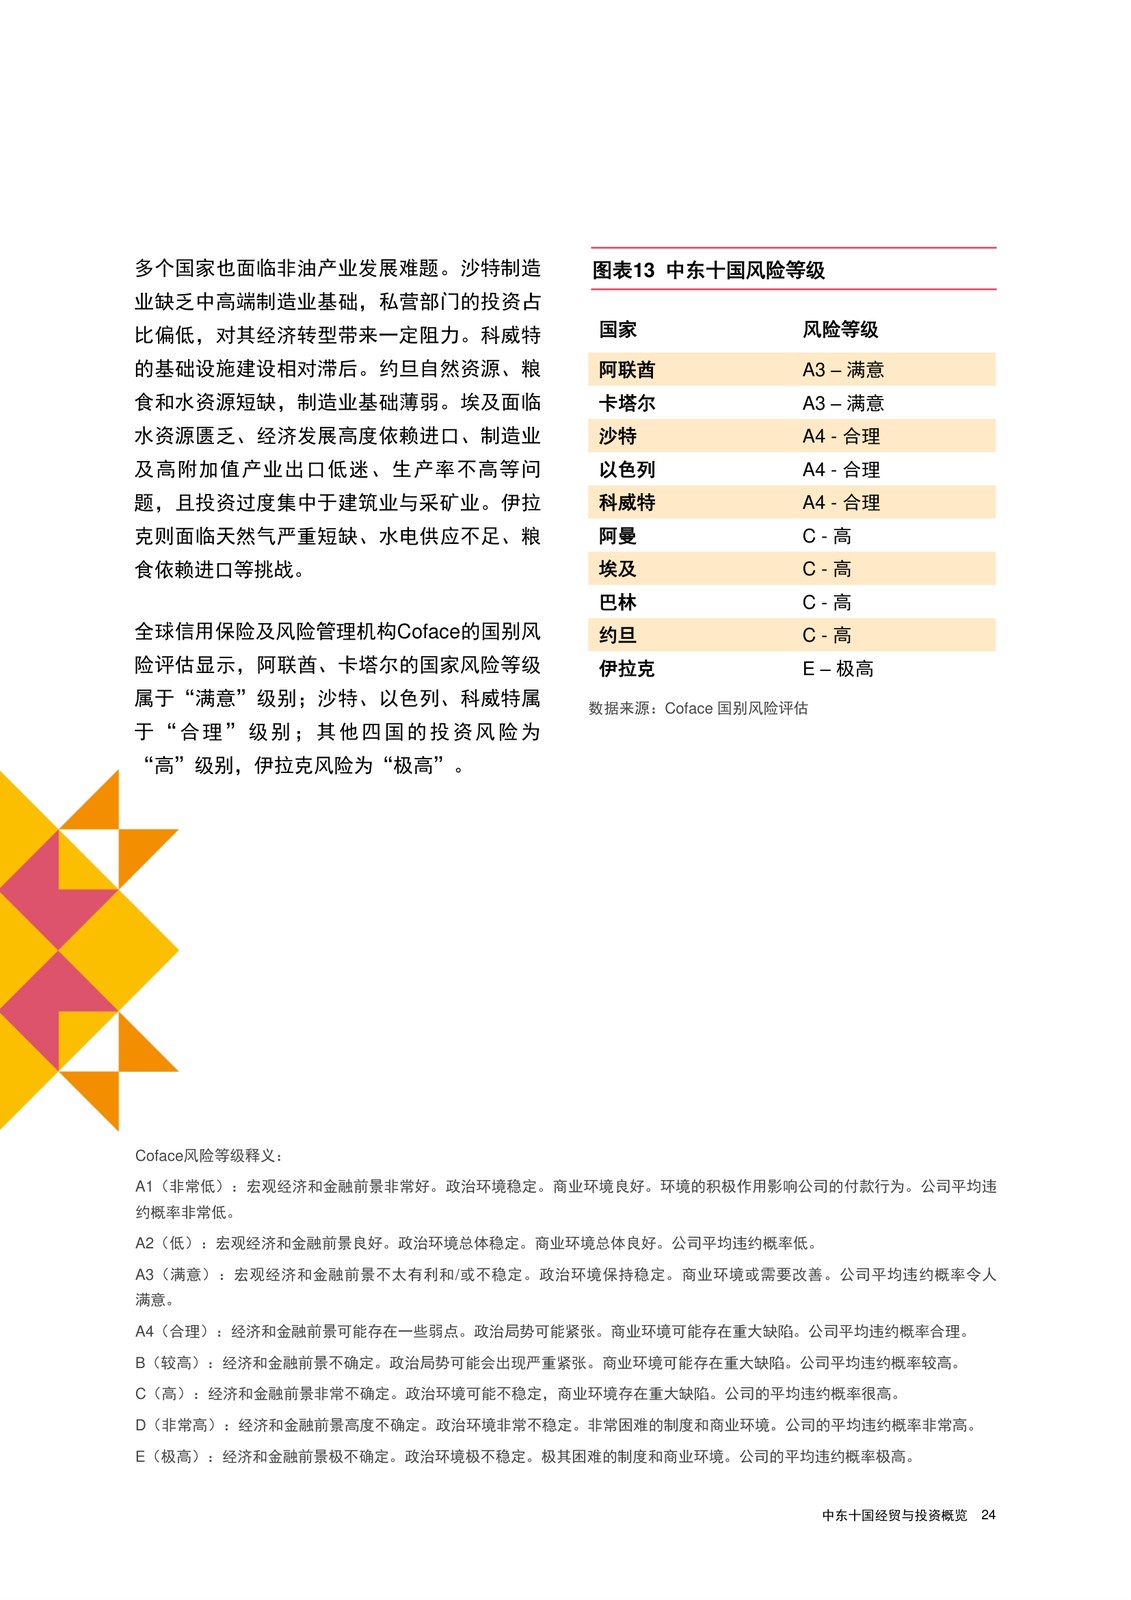 多个国家也面临非油产业发展难题。沙特制造
业缺乏中高端制造业基础，私营部门的投资占
比偏低，对其经济转型带来一定阻力。科威特
的基础设施建设相对滞后。约旦自然资源、粮
食和水资源短缺，制造业基础薄弱。埃及面临
水资源匮乏、经济发展高度依赖进口、制造业
及高附加值产业出口低迷、生产率不高等问
题，且投资过度集中于建筑业与采矿业。伊拉
克则面临天然气严重短缺、水电供应不足、粮
食依赖进口等挑战。
全球信用保险及风险管理机构Coface的国别风
险评估显示，阿联酋、卡塔尔的国家风险等级
属于“满意”级别；沙特、以色列、科威特属
于“合理”级别；其他四国的投资风险为
“高”级别，伊拉克风险为“极高”。
图表13 中东十国风险等级
国家 风险等级
阿联酋 A3 – 满意
卡塔尔 A3 – 满意
沙特 A4 - 合理
以色列 A4 - 合理
科威特 A4 - 合理
阿曼 C - 高
埃及 C - 高
巴林 C - 高
约旦 C - 高
伊拉克 E – 极高
数据来源：Coface 国别风险评估
Coface风险等级释义：
A1（非常低）：宏观经济和金融前景非常好。政治环境稳定。商业环境良好。环境的积极作用影响公司的付款行为。公司平均违
约概率非常低。
A2（低）：宏观经济和金融前景良好。政治环境总体稳定。商业环境总体良好。公司平均违约概率低。
A3（满意）：宏观经济和金融前景不太有利和/或不稳定。政治环境保持稳定。商业环境或需要改善。公司平均违约概率令人
满意。
A4（合理）：经济和金融前景可能存在一些弱点。政治局势可能紧张。商业环境可能存在重大缺陷。公司平均违约概率合理。
B（较高）：经济和金融前景不确定。政治局势可能会出现严重紧张。商业环境可能存在重大缺陷。公司平均违约概率较高。
C（高）：经济和金融前景非常不确定。政治环境可能不稳定，商业环境存在重大缺陷。公司的平均违约概率很高。
D（非常高）：经济和金融前景高度不确定。政治环境非常不稳定。非常困难的制度和商业环境。公司的平均违约概率非常高。
E（极高）：经济和金融前景极不确定。政治环境极不稳定。极其困难的制度和商业环境。公司的平均违约概率极高。
中东十国经贸与投资概览 24